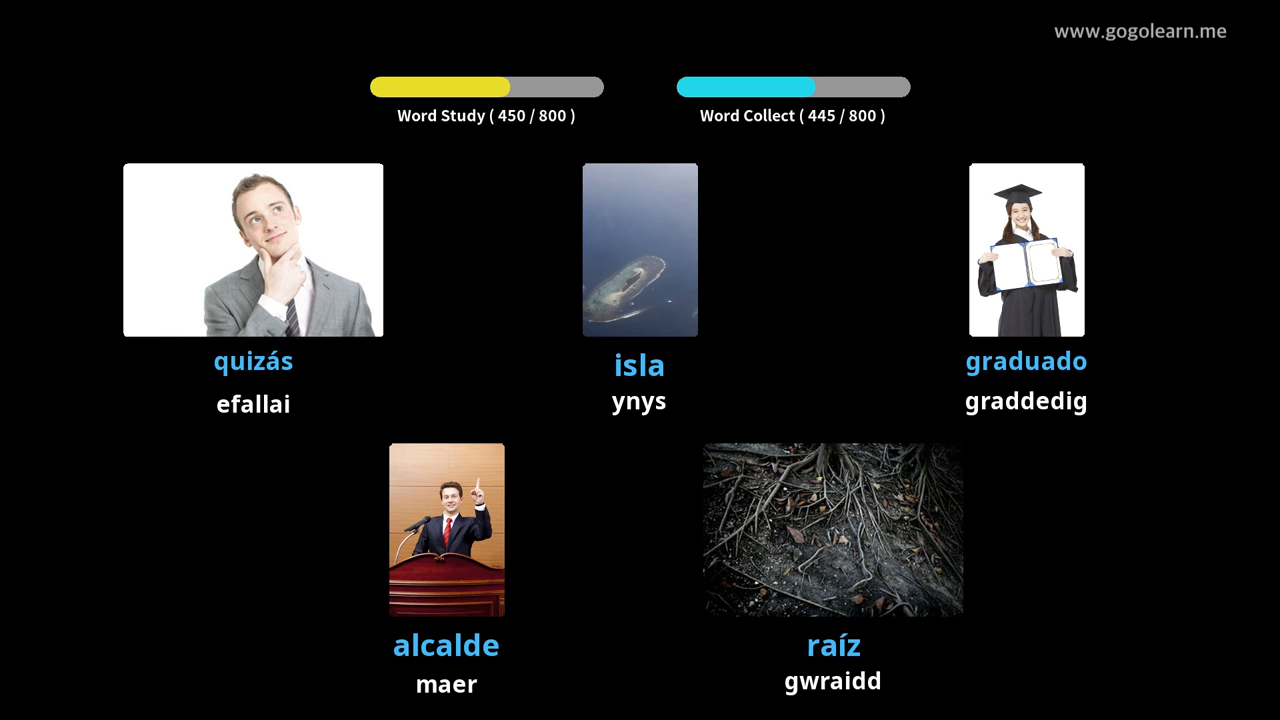 www.gogolearn.me
Word Study ( 450 / 800 )
Word Collect ( 445 / 800 )
quizás
efallai
isla
ynys
graduado
graddedig
alcalde
maer
raíz
gwraidd